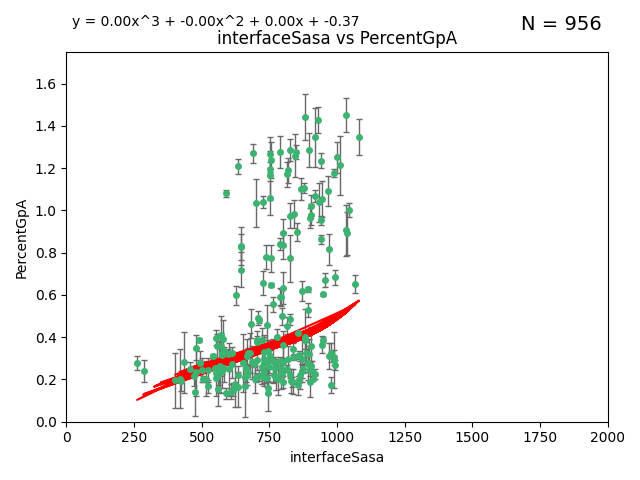 y = 0.00x^3 + -0.00x^2 + 0.00x + -0.37
N = 956
interfaceSasa vs PercentGpA
1.6
1.4
1.2
1.0
0.8
0.6
0.4
0.2
0.0
PercentGpA
0 250 500 750 1000 1250 1500 1750 2000
interfaceSasa